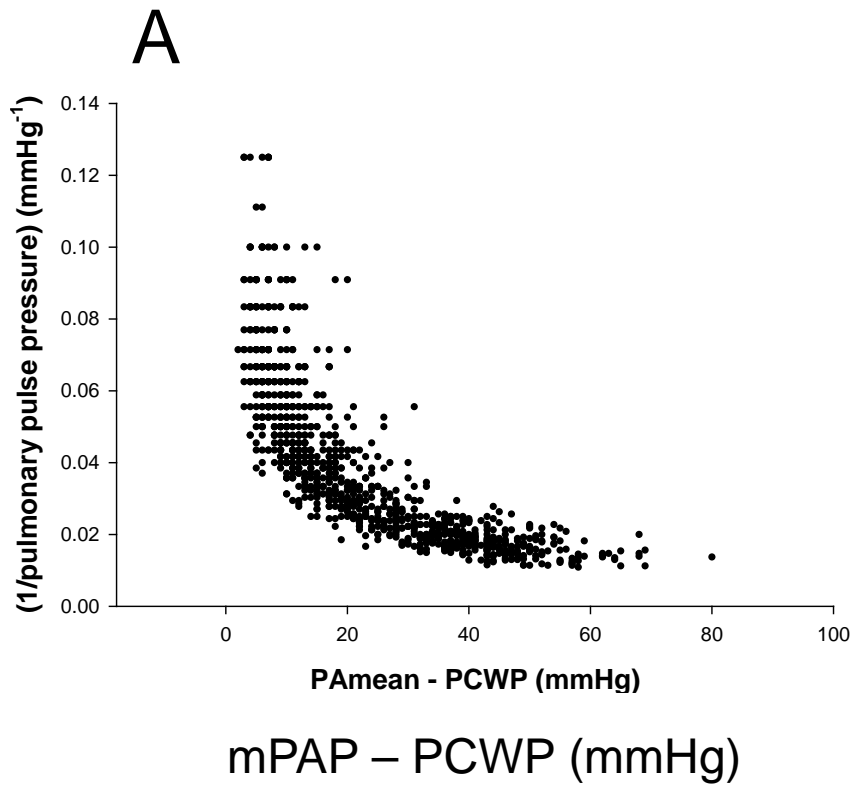 A
(1/pulmonary pulse pressure) (mmHg-1)
0.14
0.12
0.10
0.08
0.06
0.04
0.02
0.00
0 20 40 60 80 100
PAmean - PCWP (mmHg)
mPAP – PCWP (mmHg)